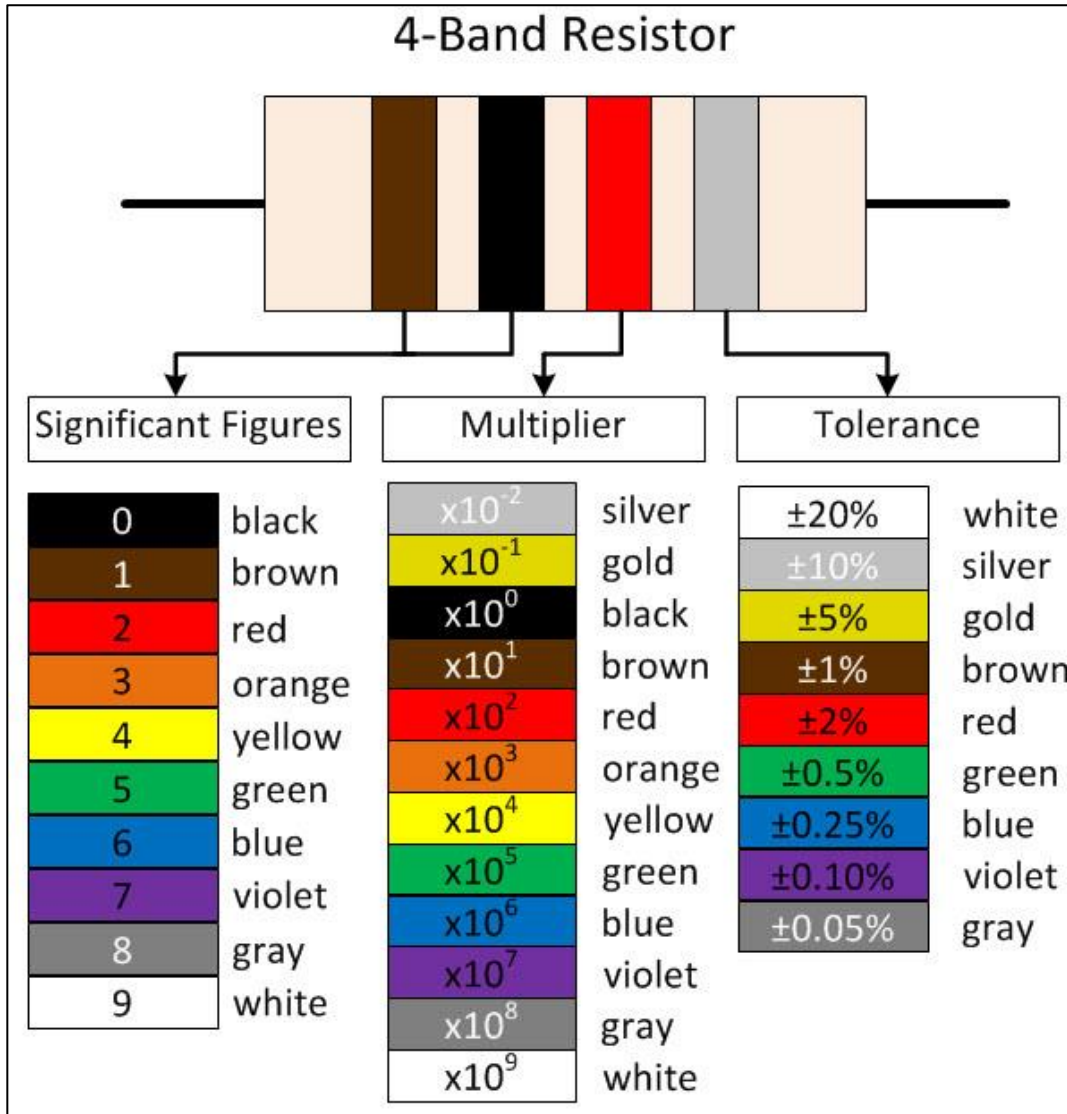 4-Band Resistor
Significant Figures
Multiplier
Tolerance
0 black
1 brown
2 red
3 orange
4 yellow
5 green
6 blue
7 violet
8 gray
9 white
x10⁻² silver
x10⁻¹ gold
x10⁰ black
x10¹ brown
x10² red
x10³ orange
x10⁴ yellow
x10⁵ green
x10⁶ blue
x10⁷ violet
x10⁸ gray
x10⁹ white
±20% white
±10% silver
±5% gold
±1% brown
±2% red
±0.5% green
±0.25% blue
±0.10% violet
±0.05% gray